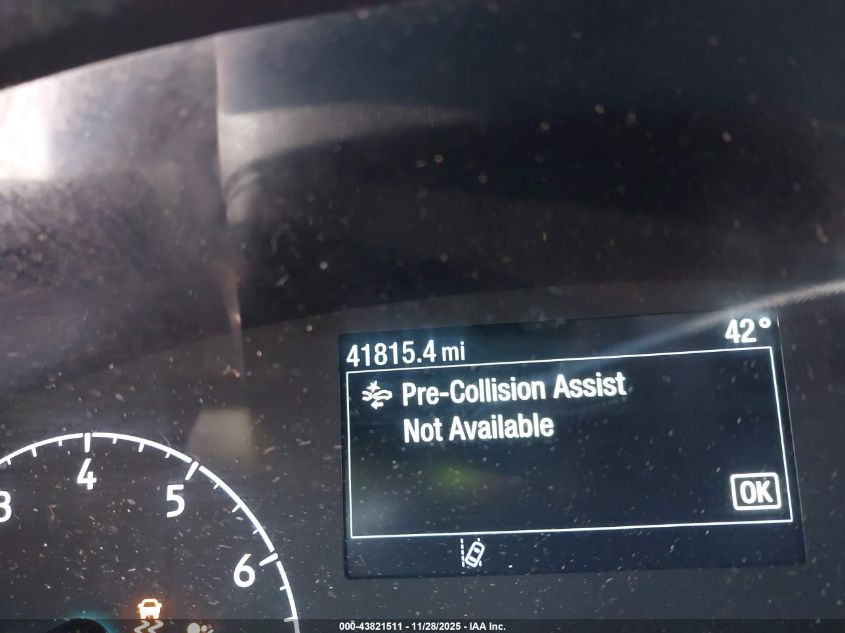 41815.4 mi
42°
Pre-Collision Assist
Not Available
OK
3
4
5
6
000-43821511 - 11/28/2025 - IAA Inc.